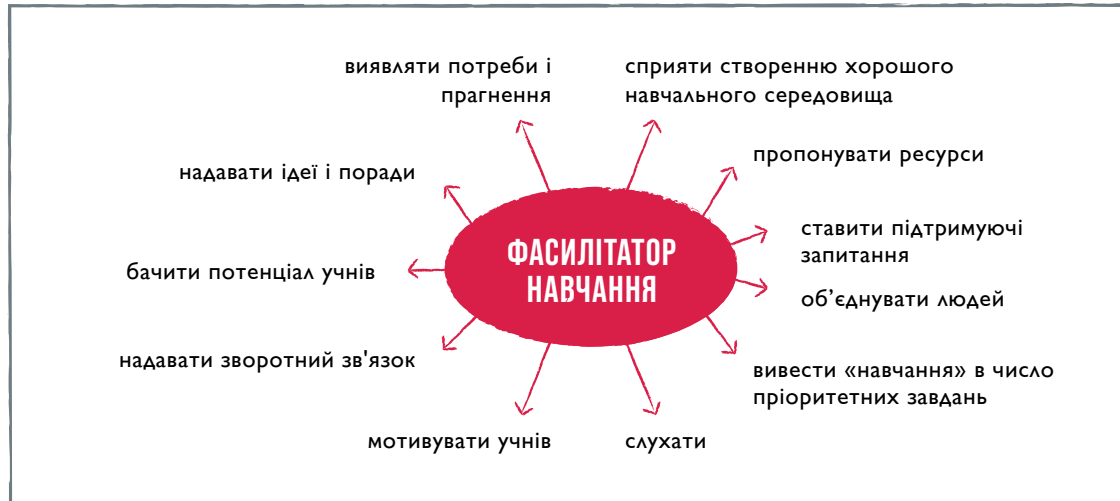 виявляти потреби і
прагнення
сприяти створенню хорошого
навчального середовища
надавати ідеї і поради
пропонувати ресурси
ставити підтримуючі
запитання
бачити потенціал учнів
ФАСИЛІТАТОР
НАВЧАННЯ
об’єднувати людей
надавати зворотний зв'язок
вивести «навчання» в число
пріоритетних завдань
мотивувати учнів
слухати